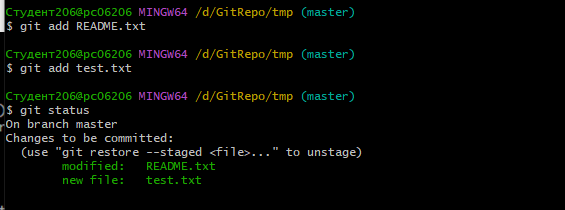 Студент206@pc06206 MINGW64 /d/GitRepo/tmp (master)
$ git add README.txt
Студент206@pc06206 MINGW64 /d/GitRepo/tmp (master)
$ git add test.txt
Студент206@pc06206 MINGW64 /d/GitRepo/tmp (master)
$ git status
On branch master
Changes to be committed:
  (use "git restore --staged <file>..." to unstage)
        modified:   README.txt
        new file:   test.txt